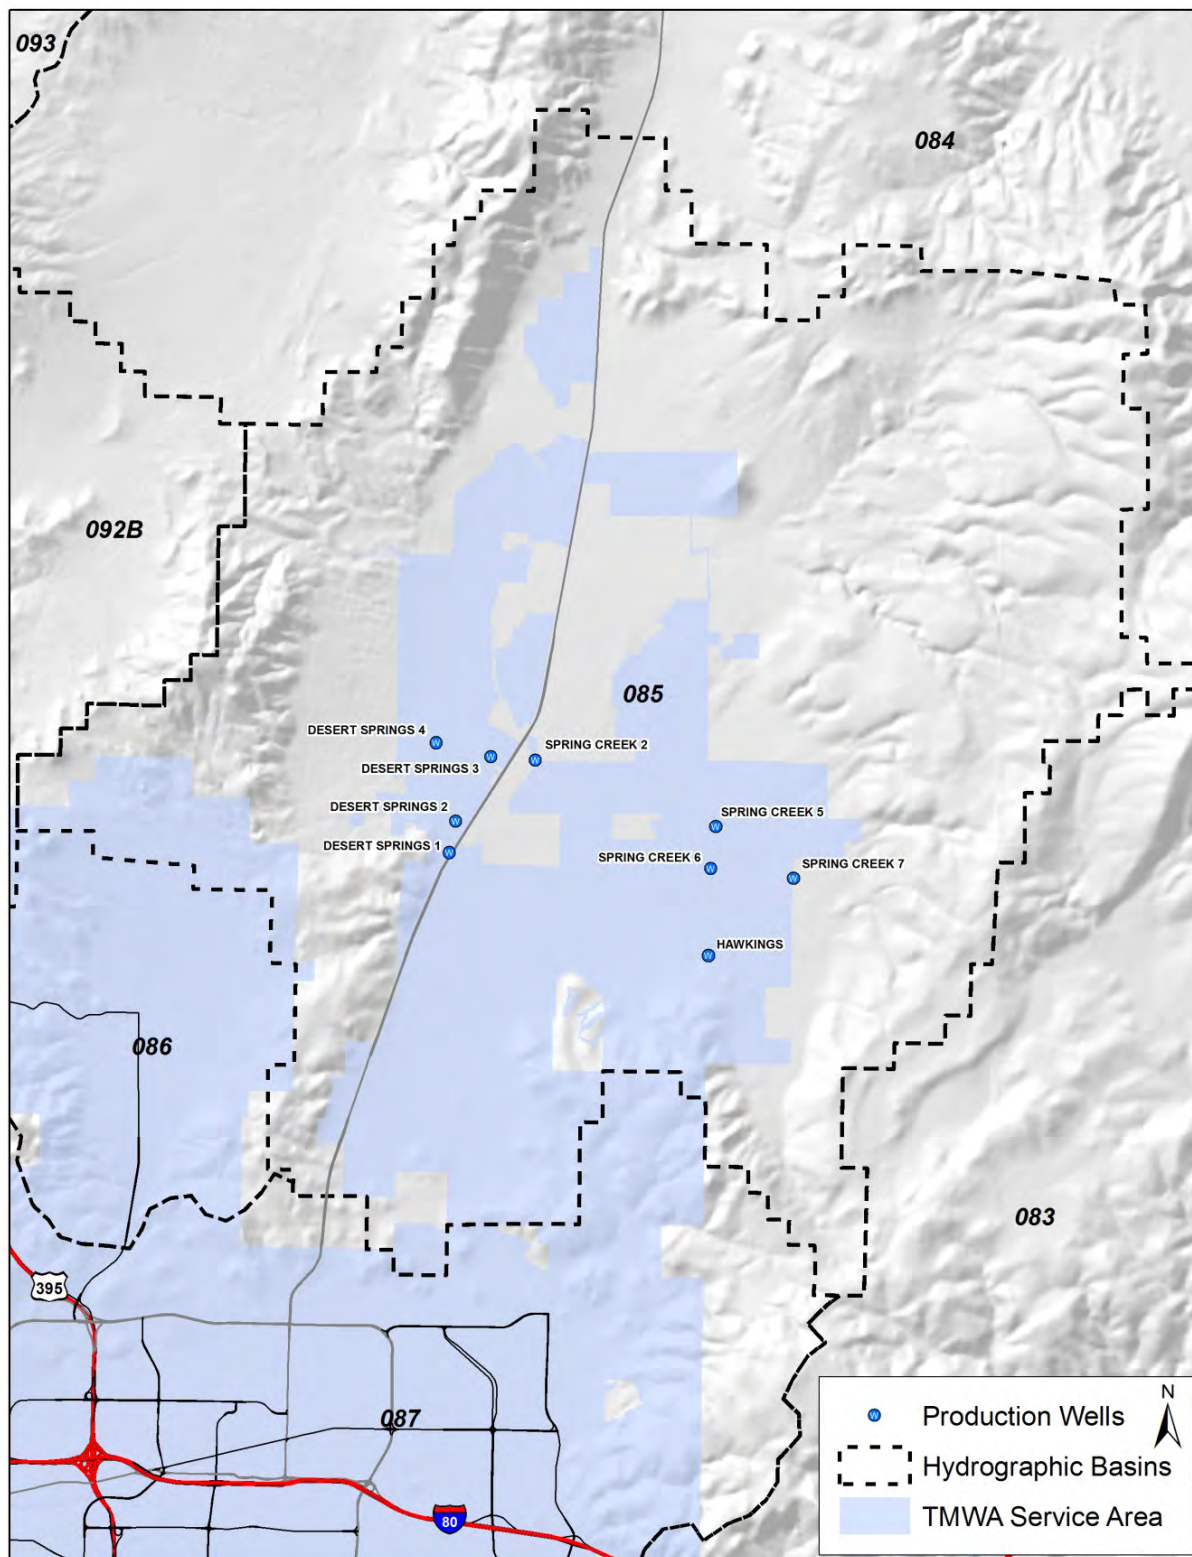 093
084
092B
085
DESERT SPRINGS 4
W
W
DESERT SPRINGS 3
W
SPRING CREEK 2
DESERT SPRINGS 2
W
DESERT SPRINGS 1
W
W
SPRING CREEK 5
SPRING CREEK 6
W
W
SPRING CREEK 7
W
HAWKINGS
086
083
395
087
80
N
W
Production Wells
Hydrographic Basins
TMWA Service Area